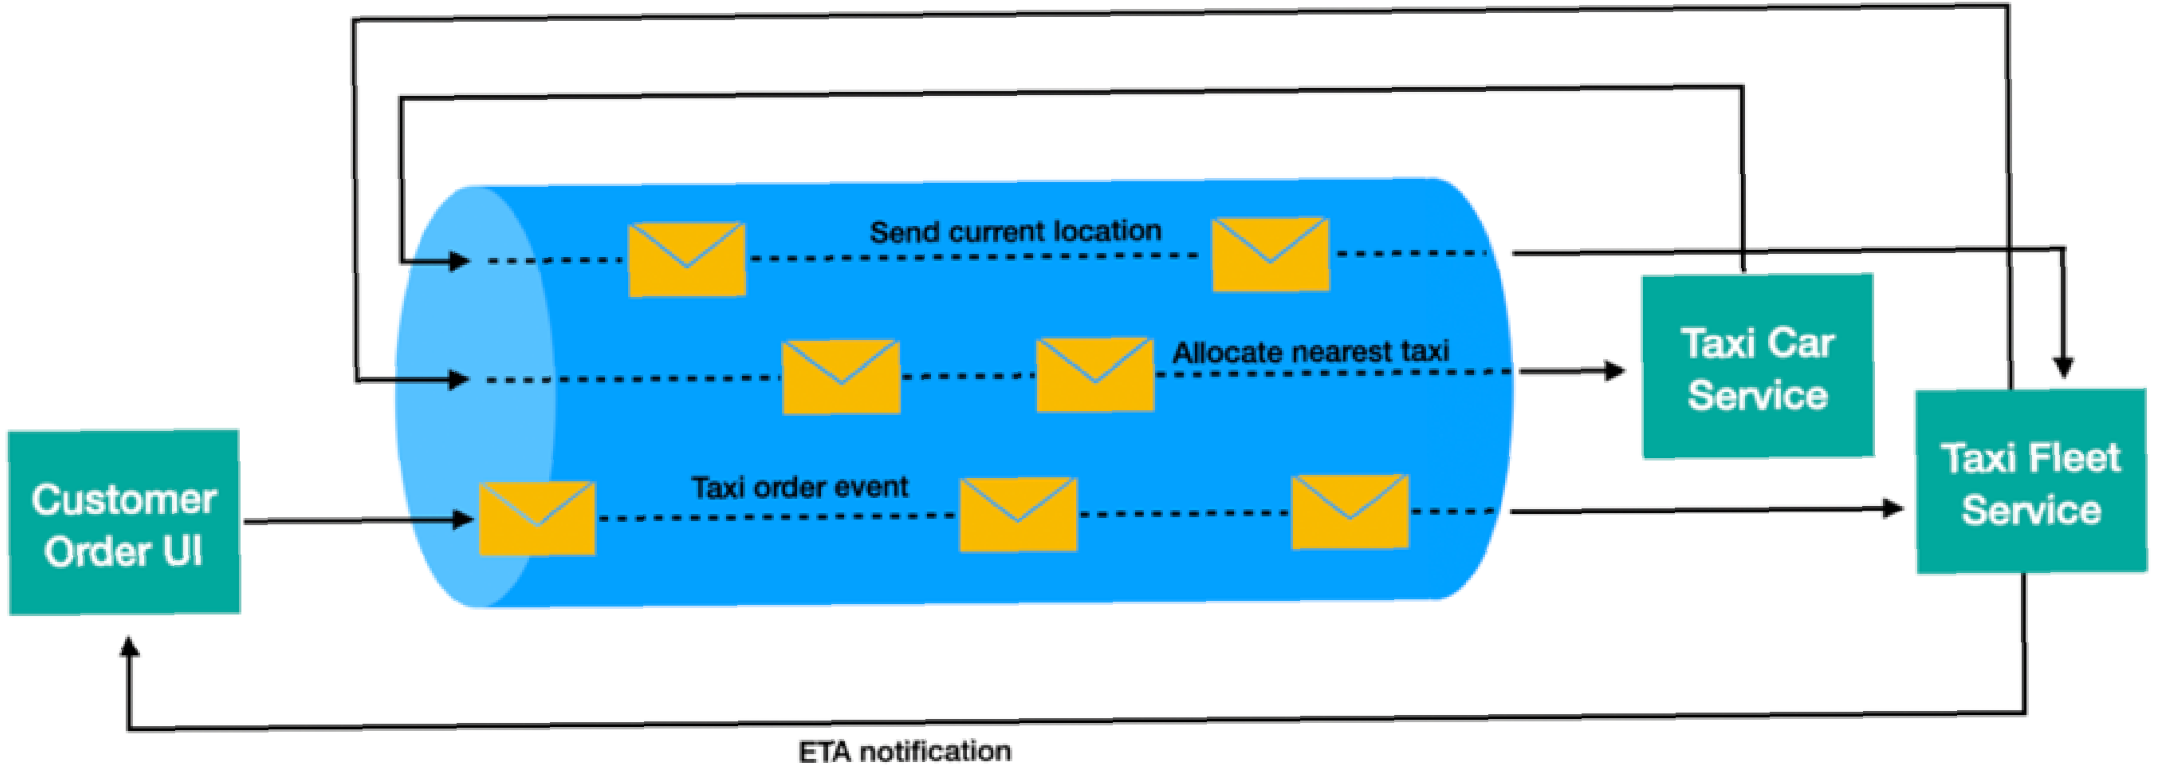 Send current location
Allocate nearest taxi
Taxi Car
Service
Taxi Fleet
Service
Taxi order event
Customer
Order UI
ETA notification